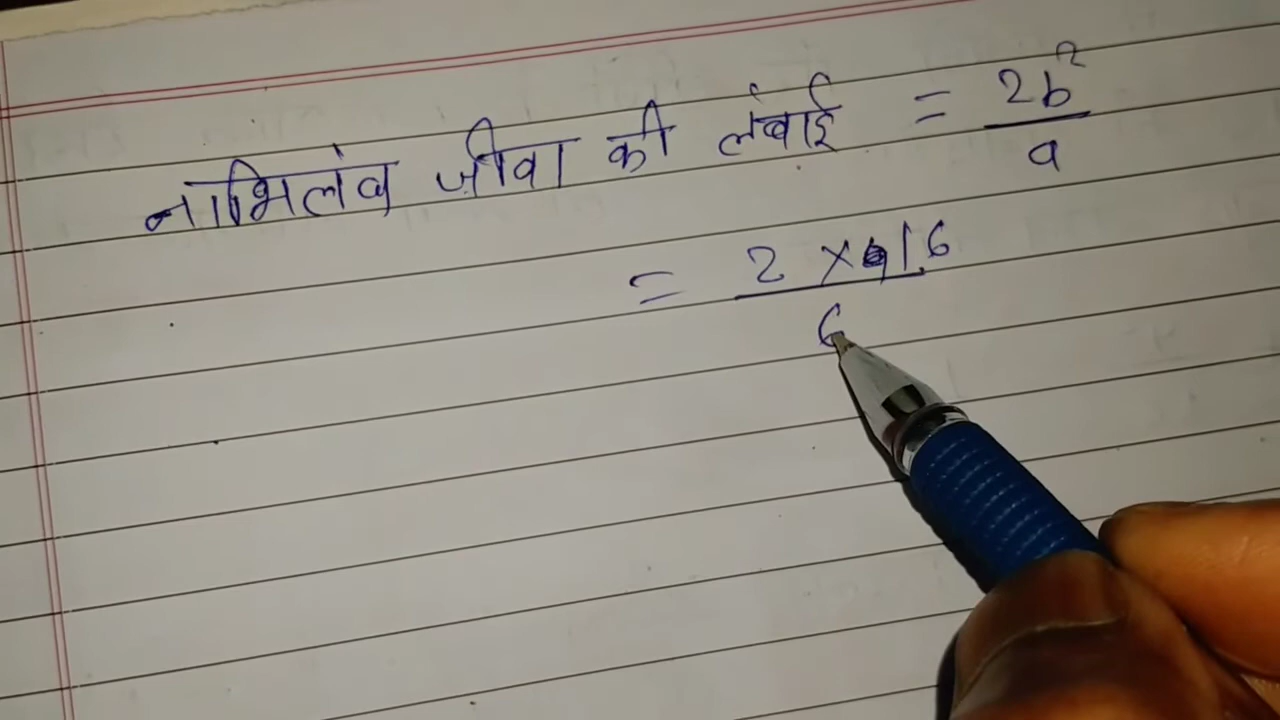 नाभिलंब जीवा की लंबाई = 2b²/a
= 2 × 16/6